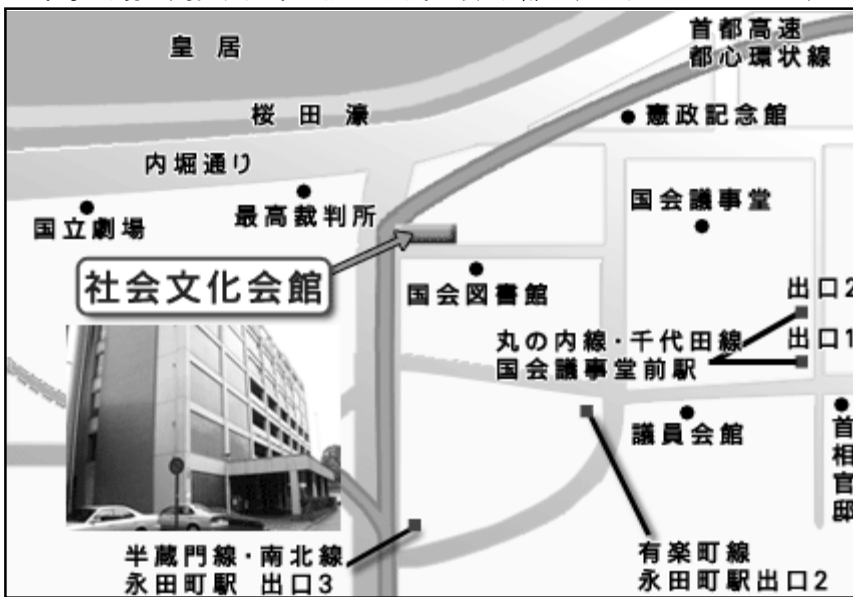 皇居
首都高速
都心環状線
桜田濠
憲政記念館
内堀通り
国立劇場
最高裁判所
国会議事堂
社会文化会館
国会図書館
出口2
丸の内線・千代田線
国会議事堂前駅
出口1
議員会館
首相官邸
半蔵門線・南北線
永田町駅 出口3
有楽町線
永田町駅出口2